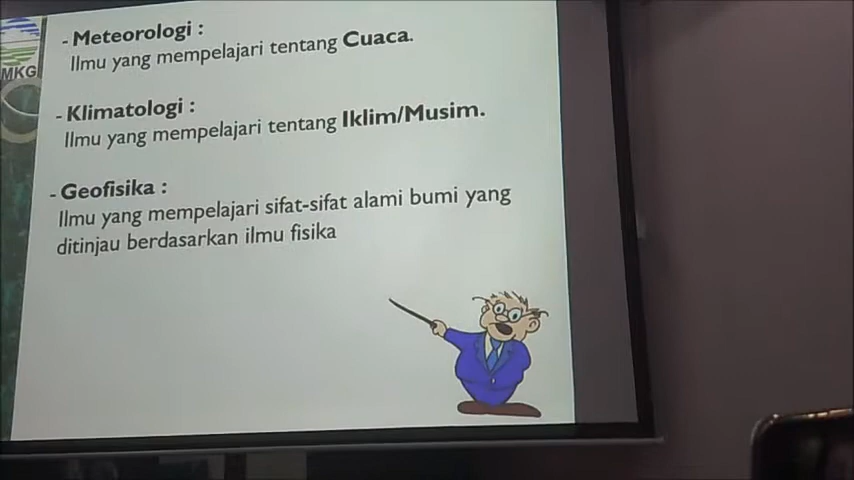 - Meteorologi :
Ilmu yang mempelajari tentang Cuaca.
- Klimatologi :
Ilmu yang mempelajari tentang Iklim/Musim.
- Geofisika :
Ilmu yang mempelajari sifat-sifat alami bumi yang
ditinjau berdasarkan ilmu fisika
MKG